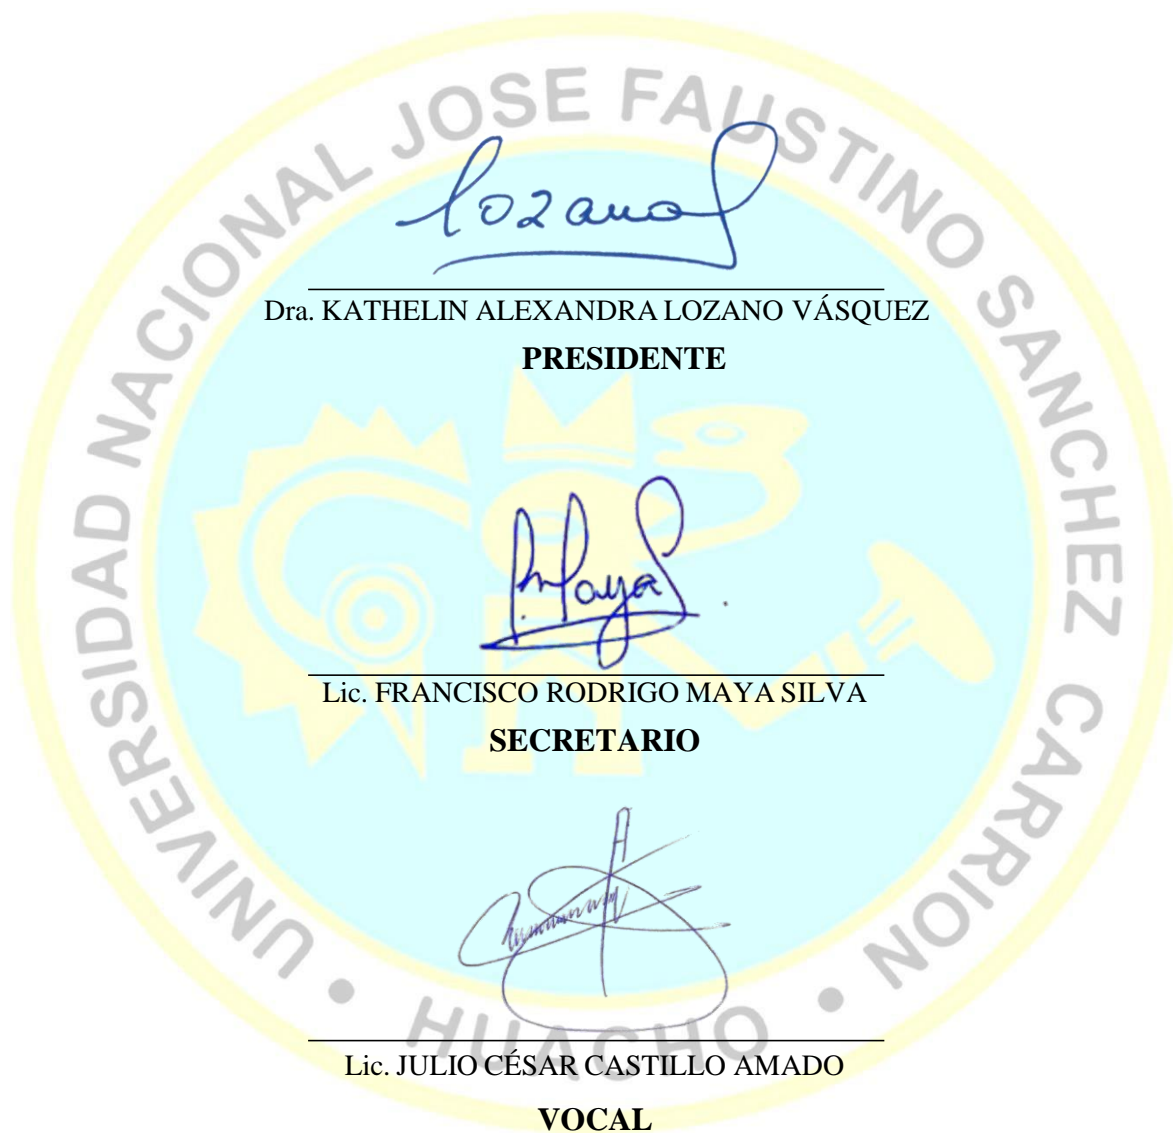 UNIVERSIDAD NACIONAL JOSE FAUSTINO SANCHEZ CARRION
• HUACHO •
Lozano
Dra. KATHELIN ALEXANDRA LOZANO VÁSQUEZ
PRESIDENTE
Maya
Lic. FRANCISCO RODRIGO MAYA SILVA
SECRETARIO
Lic. JULIO CÉSAR CASTILLO AMADO
VOCAL